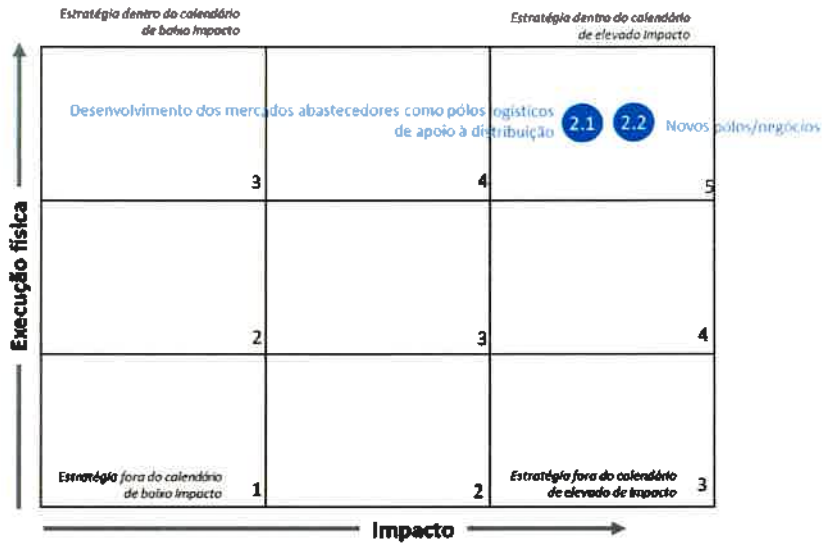 Estratégia dentro do calendário
de baixo Impacto
Estratégia dentro do calendário
de elevado Impacto
Desenvolvimento dos mercados abastecedores como pólos logísticos
de apoio à distribuição
2.1
2.2
Novos pólos/negócios
3
4
5
Execução física
2
3
4
Estratégia fora do calendário
de baixo Impacto
1
2
Estratégia fora do calendário
de elevado de Impacto
3
Impacto